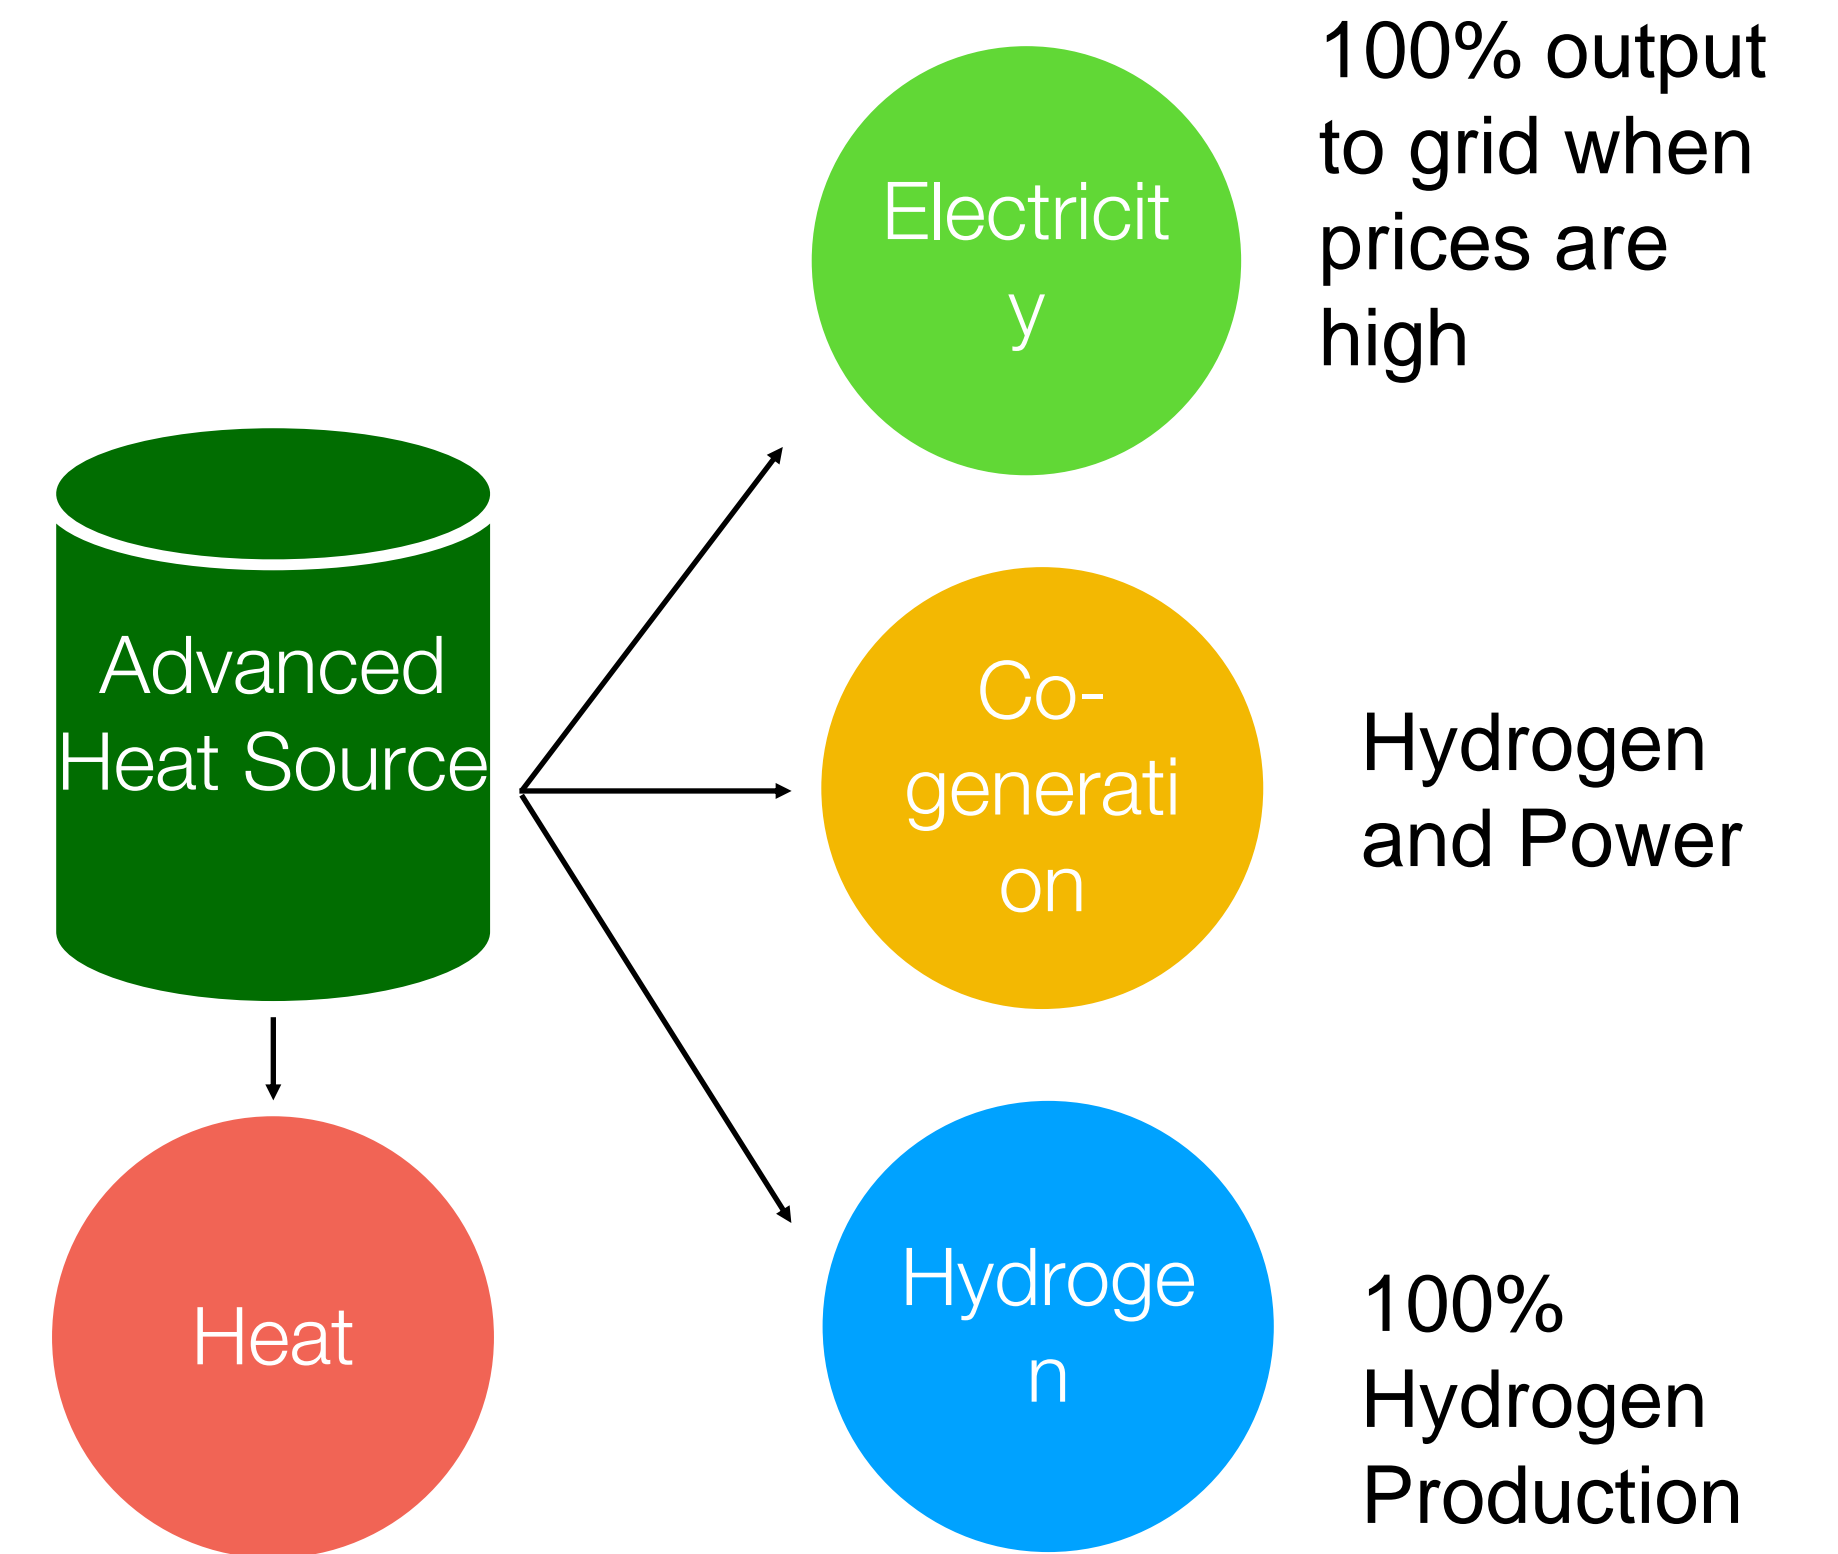 100% output
to grid when
prices are
high
Electricit
y
Advanced
Heat Source
Co-
generati
on
Hydrogen
and Power
Heat
Hydroge
n
100%
Hydrogen
Production